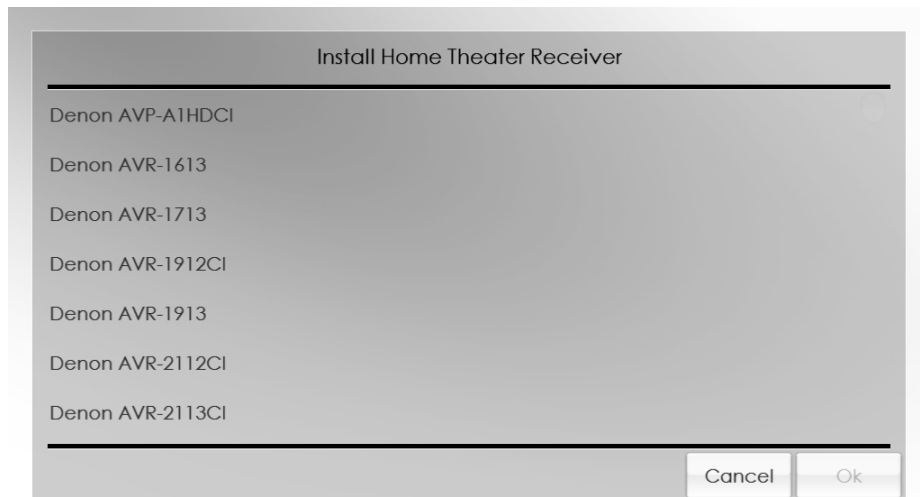 Install Home Theater Receiver
Denon AVP-A1HDCI
Denon AVR-1613
Denon AVR-1713
Denon AVR-1912CI
Denon AVR-1913
Denon AVR-2112CI
Denon AVR-2113CI
Cancel
Ok